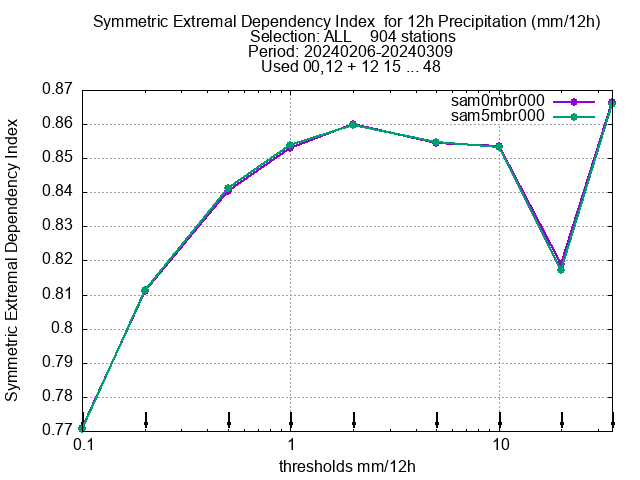 Symmetric Extremal Dependency Index  for 12h Precipitation (mm/12h)
Selection: ALL    904 stations
Period: 20240206-20240309
Used 00,12 + 12 15 ... 48
sam0mbr000
sam5mbr000
Symmetric Extremal Dependency Index
0.87
0.86
0.85
0.84
0.83
0.82
0.81
0.8
0.79
0.78
0.77
0.1 1 10
thresholds mm/12h